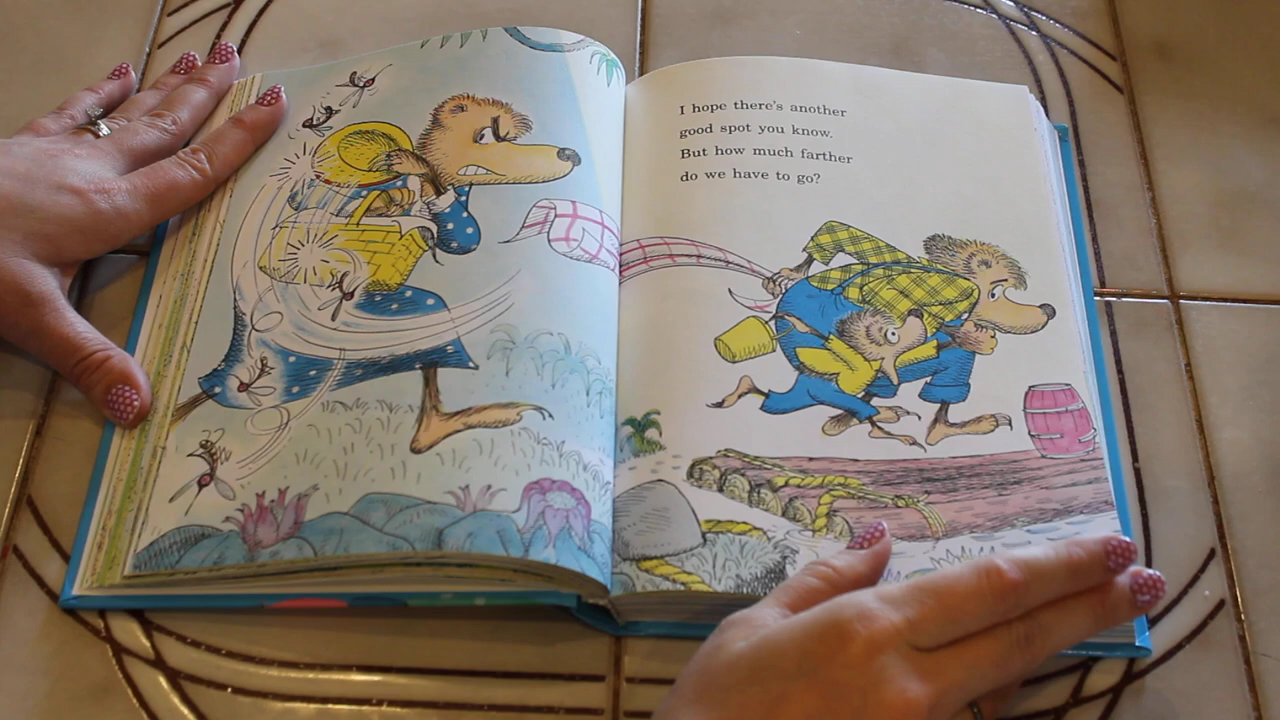 I hope there's another
good spot you know.
But how much farther
do we have to go?